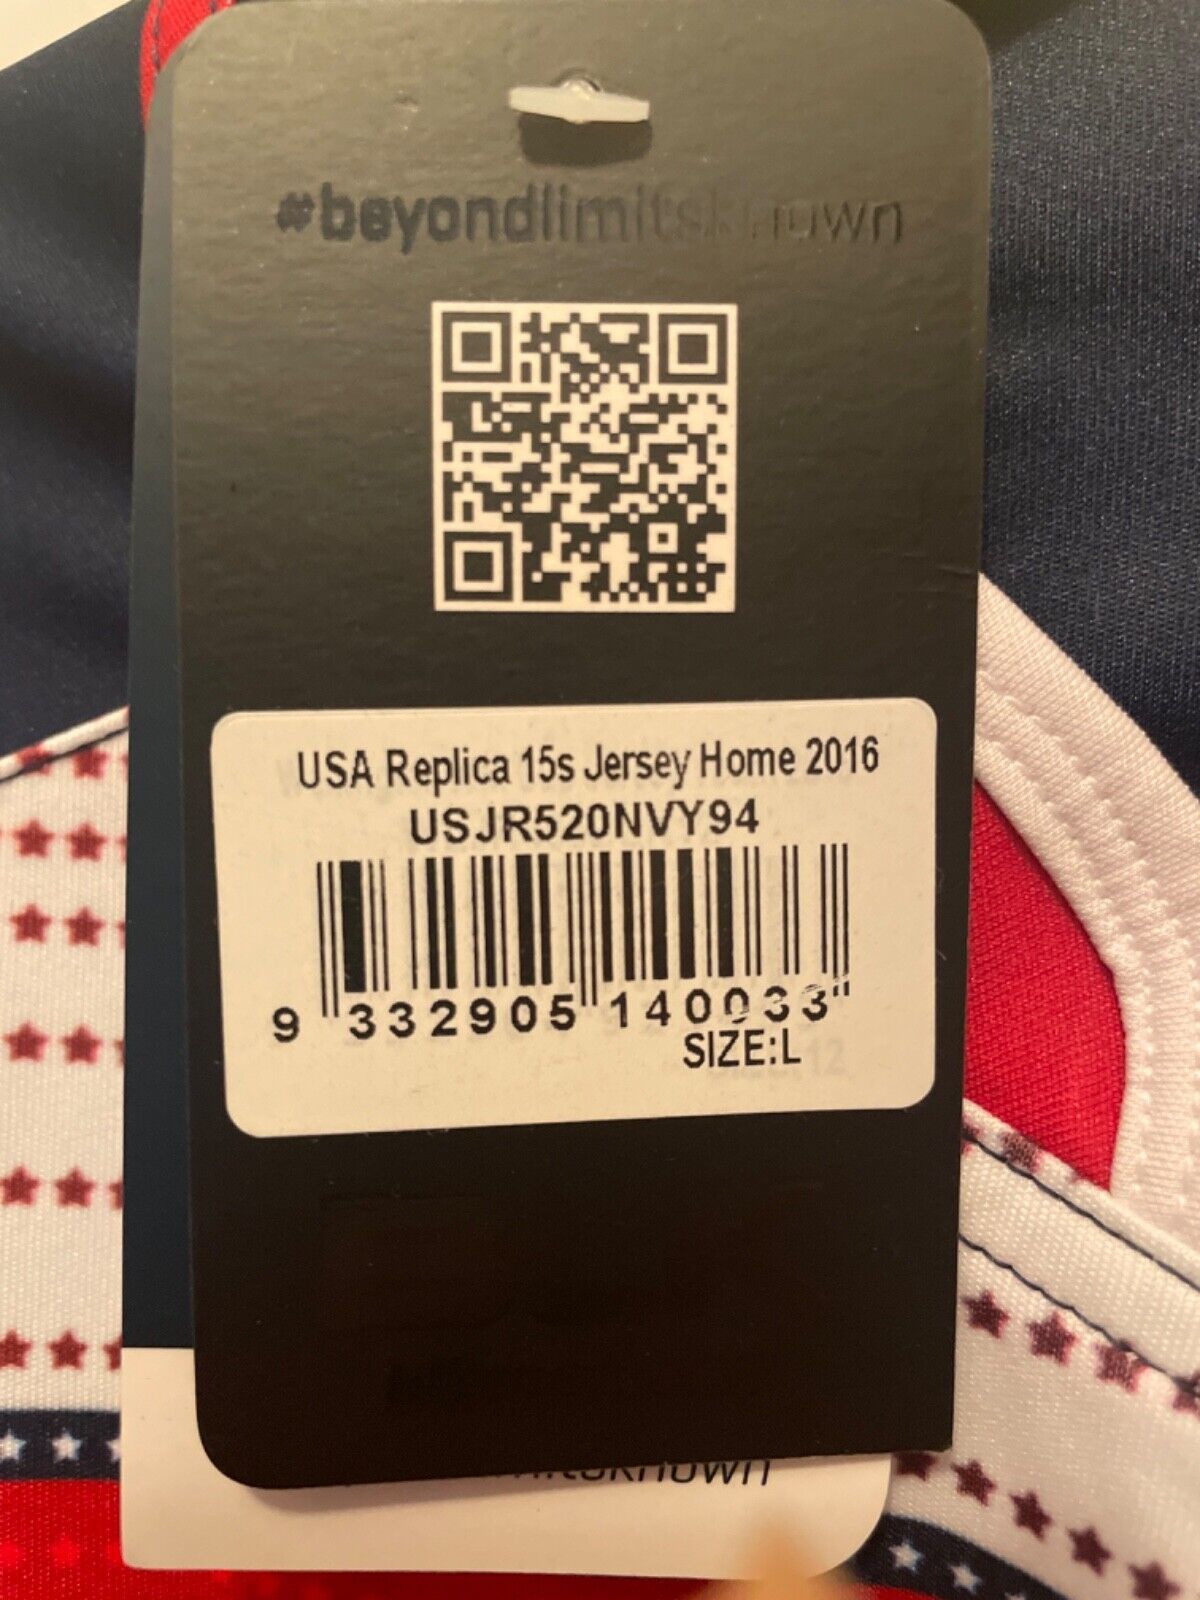 #beyondlimitsknown
USA Replica 15s Jersey Home 2016
USJR520NVY94
9 332905 140033
SIZE:L